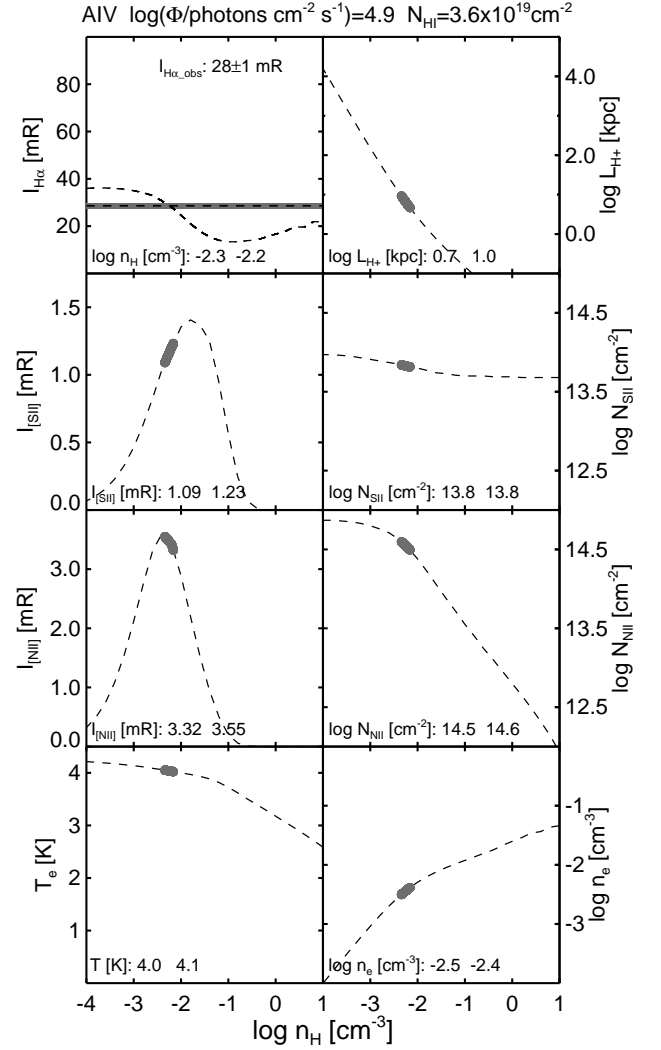 AIV log(Φ/photons cm⁻² s⁻¹)=4.9 N_HI=3.6x10¹⁹cm⁻²
I_Hα_obs: 28±1 mR
80
60
40
20
I_Hα [mR]
log n_H [cm⁻³]: -2.3 -2.2
4.0
2.0
0.0
log L_H+ [kpc]
log L_H+ [kpc]: 0.7 1.0
1.5
1.0
0.5
0.0
I_[SII] [mR]
I_[SII] [mR]: 1.09 1.23
14.5
13.5
12.5
log N_SII [cm⁻²]
log N_SII [cm⁻²]: 13.8 13.8
3.0
2.0
1.0
0.0
I_[NII] [mR]
I_[NII] [mR]: 3.32 3.55
14.5
13.5
12.5
log N_NII [cm⁻²]
log N_NII [cm⁻²]: 14.5 14.6
4
3
2
1
T_e [K]
T [K]: 4.0 4.1
-1
-2
-3
log n_e [cm⁻³]
log n_e [cm⁻³]: -2.5 -2.4
-4 -3 -2 -1 0 1 -3 -2 -1 0 1
log n_H [cm⁻³]